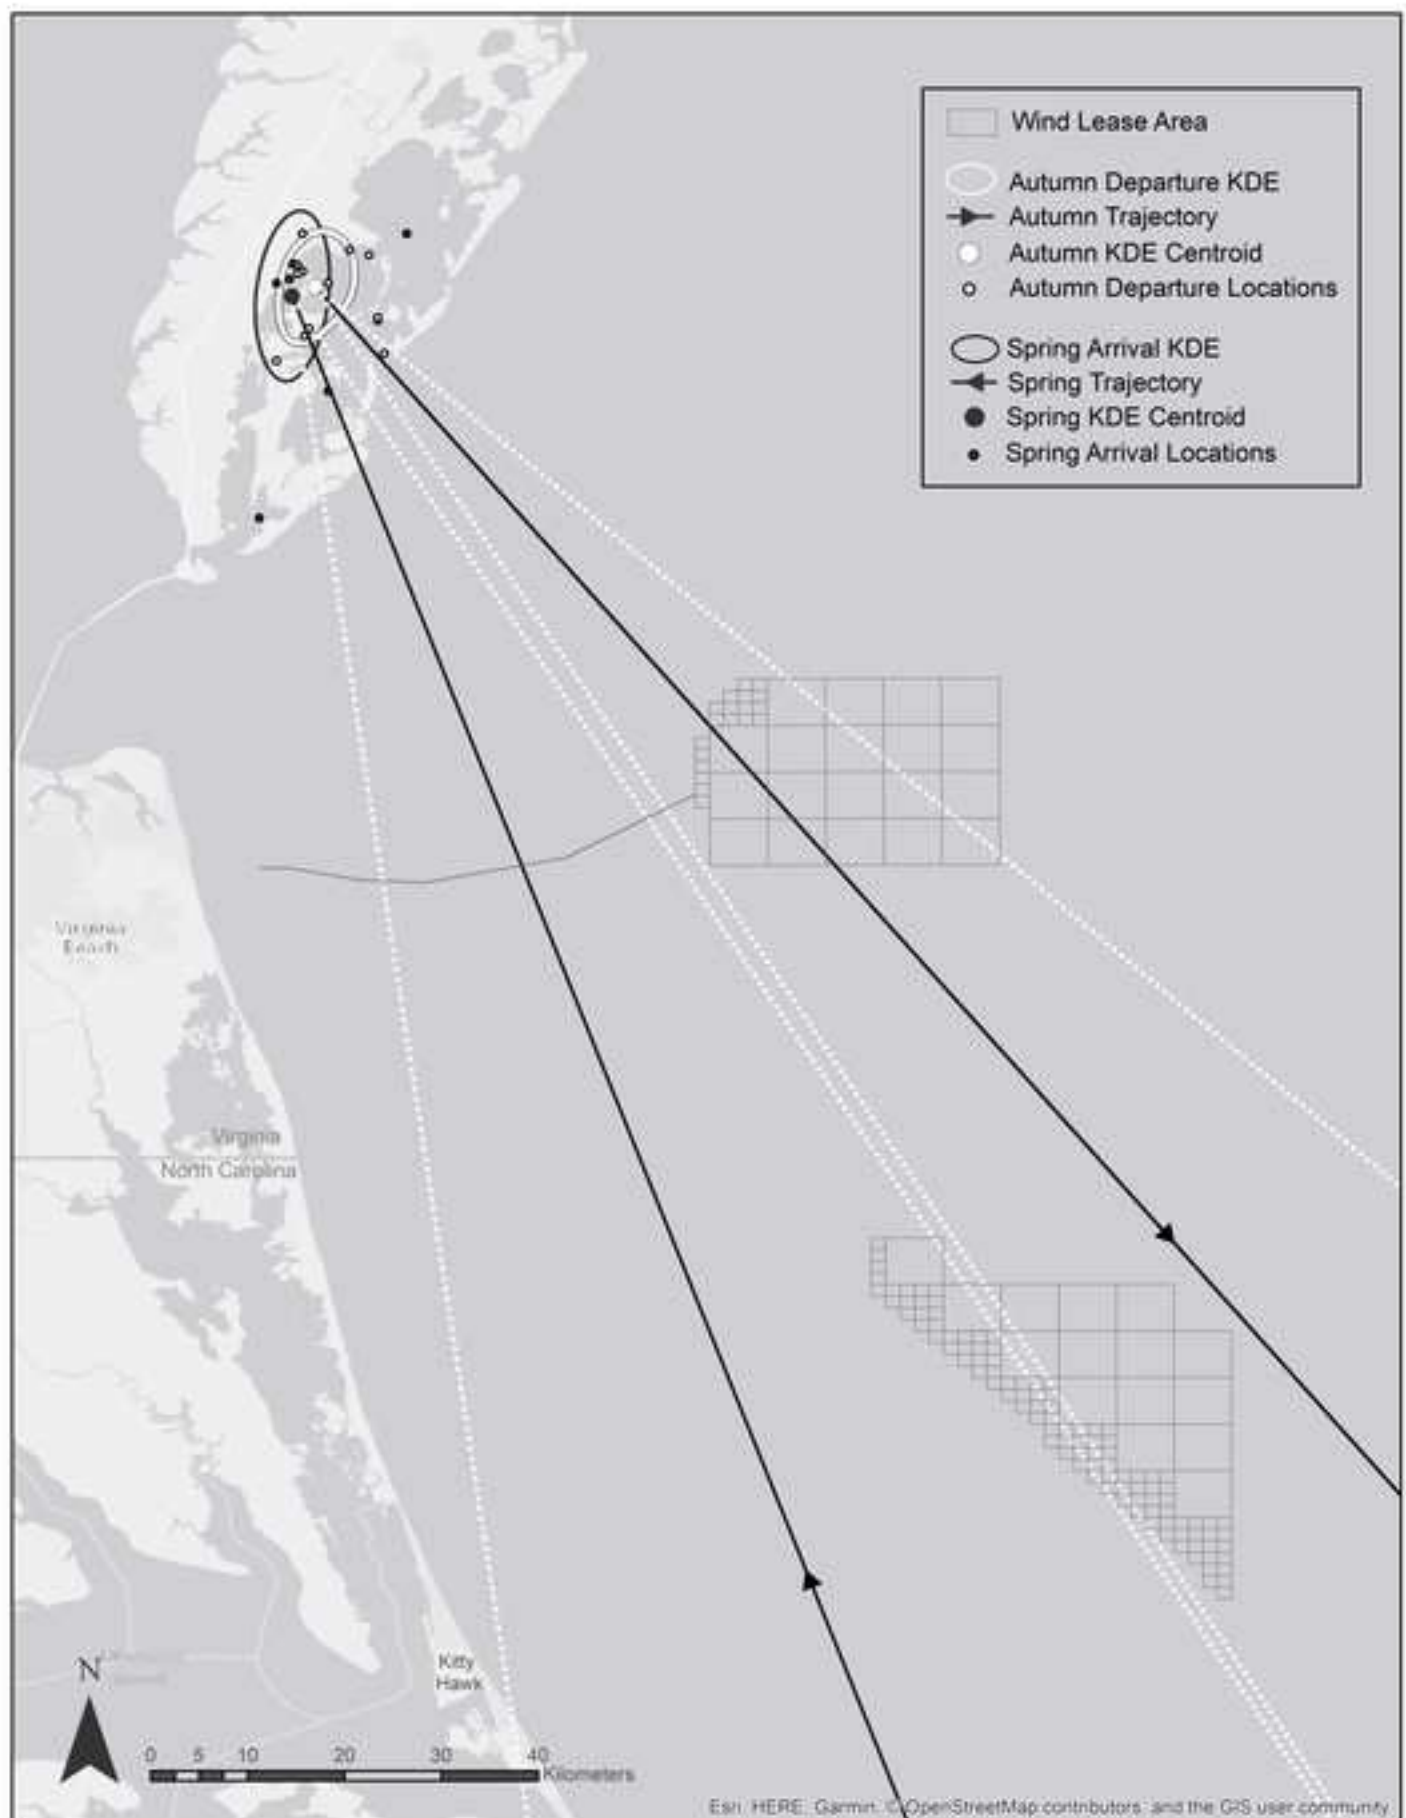 Wind Lease Area
Autumn Departure KDE
Autumn Trajectory
Autumn KDE Centroid
Autumn Departure Locations
Spring Arrival KDE
Spring Trajectory
Spring KDE Centroid
Spring Arrival Locations
Virginia
Beach
Virginia
North Carolina
Kitty
Hawk
N
0 5 10 20 30 40
Kilometers
Esri, HERE, Garmin, © OpenStreetMap contributors, and the GIS user community